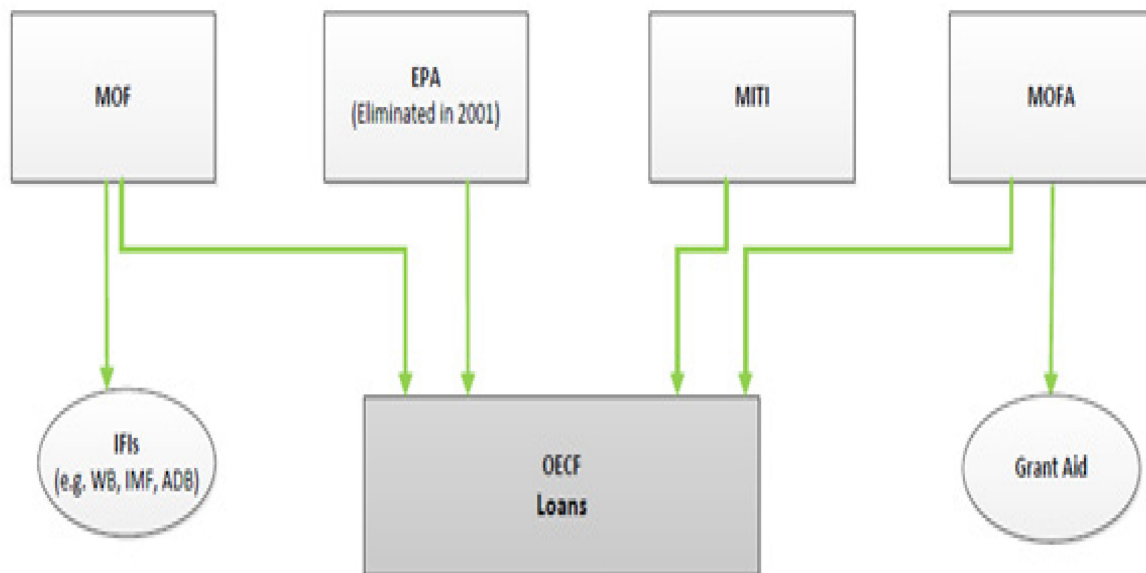 MOF
EPA
(Eliminated in 2001)
MITI
MOFA
IFIs
(e.g. WB, IMF, ADB)
OECF
Loans
Grant Aid